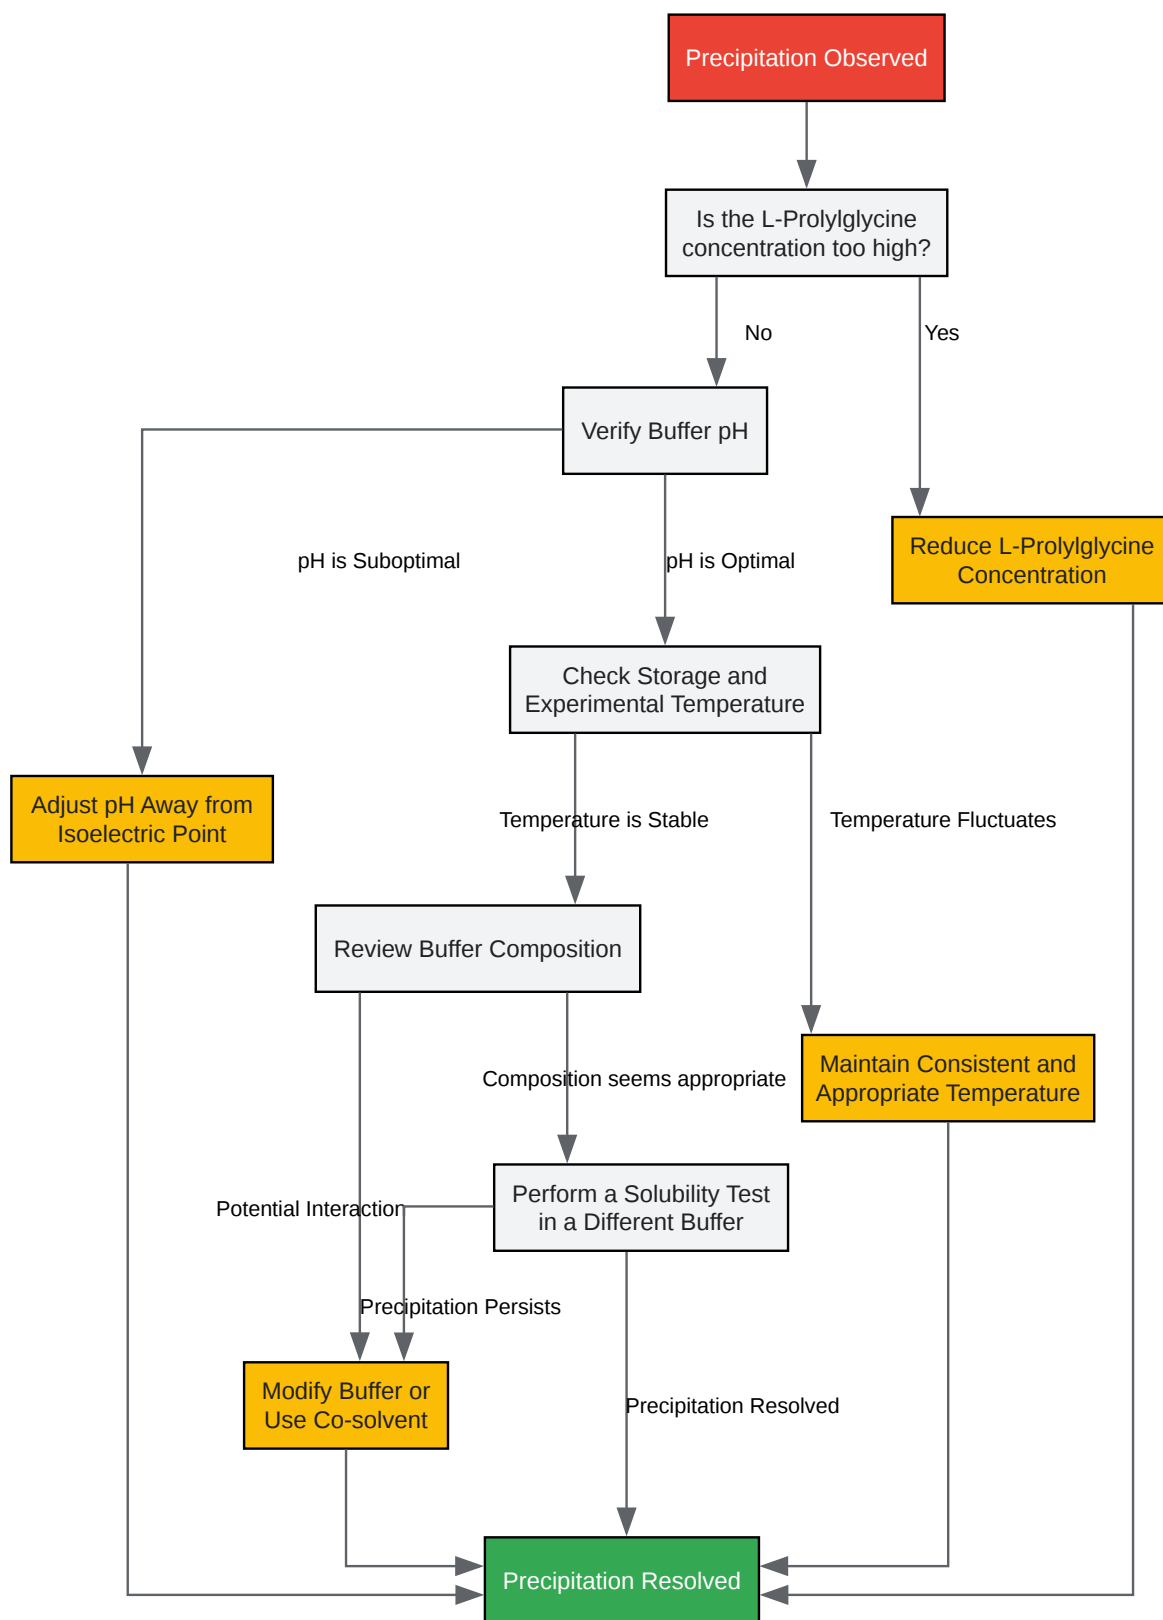 Precipitation Observed
Is the L-Prolylglycine
concentration too high?
No
Yes
Verify Buffer pH
Reduce L-Prolylglycine
Concentration
pH is Suboptimal
pH is Optimal
Check Storage and
Experimental Temperature
Adjust pH Away from
Isoelectric Point
Temperature is Stable
Temperature Fluctuates
Review Buffer Composition
Maintain Consistent and
Appropriate Temperature
Composition seems appropriate
Perform a Solubility Test
in a Different Buffer
Potential Interaction
Precipitation Persists
Modify Buffer or
Use Co-solvent
Precipitation Resolved
Precipitation Resolved